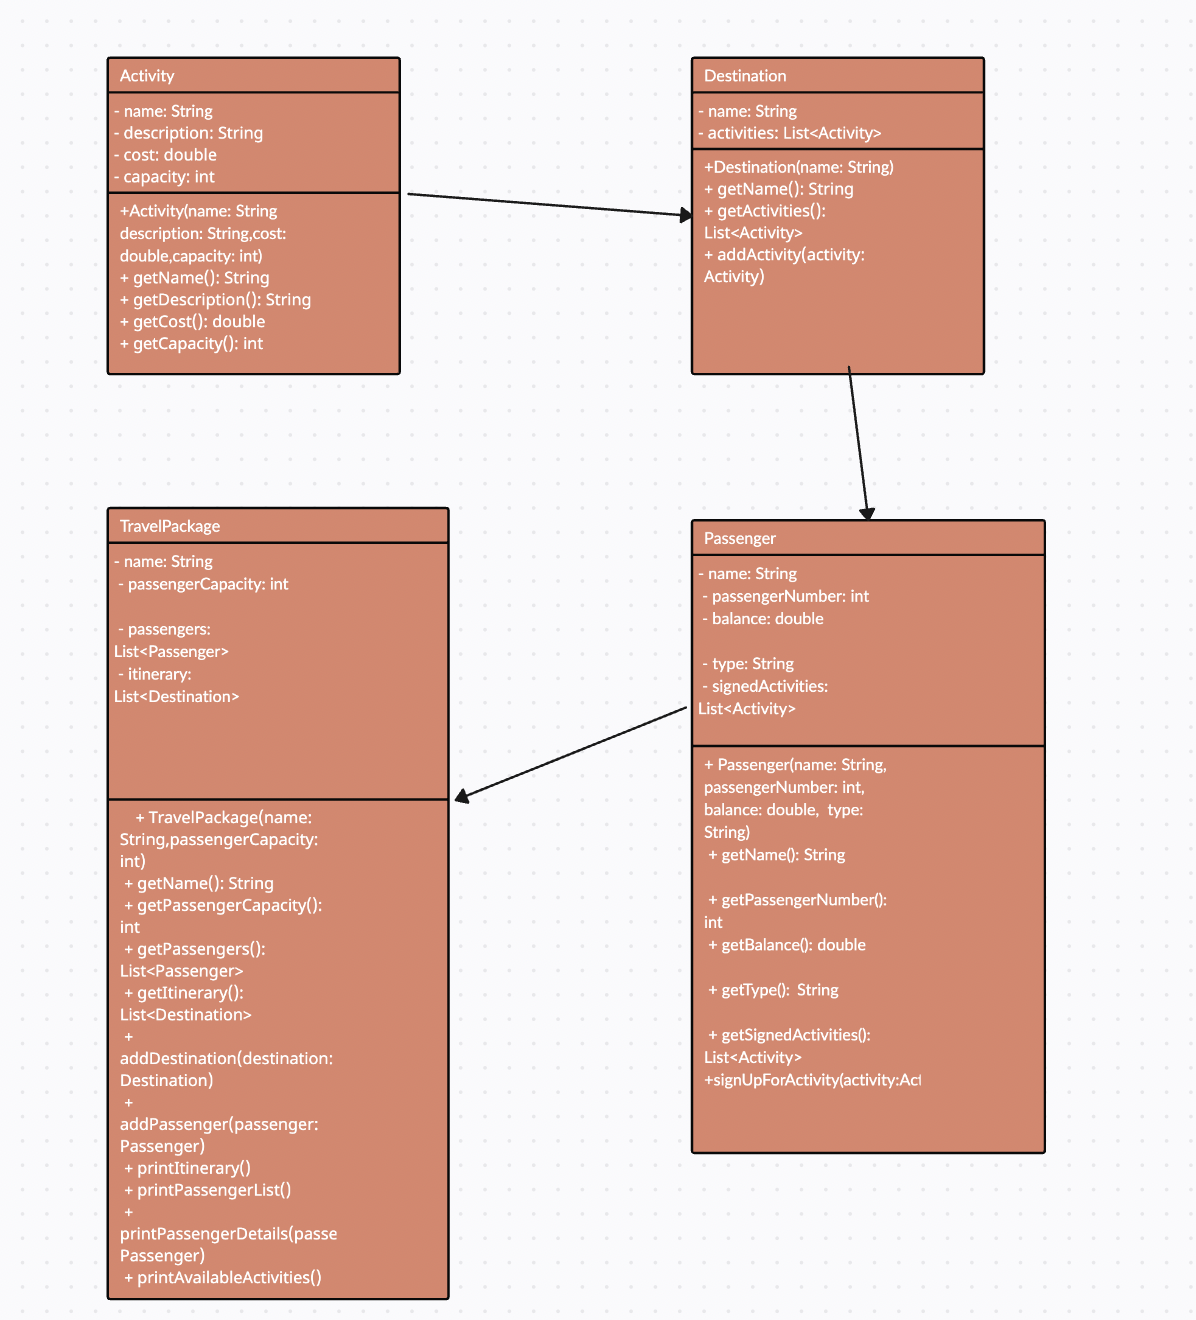 Activity
- name: String
- description: String
- cost: double
- capacity: int
+Activity(name: String
description: String,cost:
double,capacity: int)
+ getName(): String
+ getDescription(): String
+ getCost(): double
+ getCapacity(): int
Destination
- name: String
- activities: List<Activity>
+Destination(name: String)
+ getName(): String
+ getActivities():
List<Activity>
+ addActivity(activity:
Activity)
TravelPackage
- name: String
- passengerCapacity: int
- passengers:
List<Passenger>
- itinerary:
List<Destination>
+ TravelPackage(name:
String,passengerCapacity:
int)
+ getName(): String
+ getPassengerCapacity():
int
+ getPassengers():
List<Passenger>
+ getItinerary():
List<Destination>
+
addDestination(destination:
Destination)
+
addPassenger(passenger:
Passenger)
+ printItinerary()
+ printPassengerList()
+
printPassengerDetails(passe
Passenger)
+ printAvailableActivities()
Passenger
- name: String
- passengerNumber: int
- balance: double
- type: String
- signedActivities:
List<Activity>
+ Passenger(name: String,
passengerNumber: int,
balance: double, type:
String)
+ getName(): String
+ getPassengerNumber():
int
+ getBalance(): double
+ getType(): String
+ getSignedActivities():
List<Activity>
+signUpForActivity(activity:Act